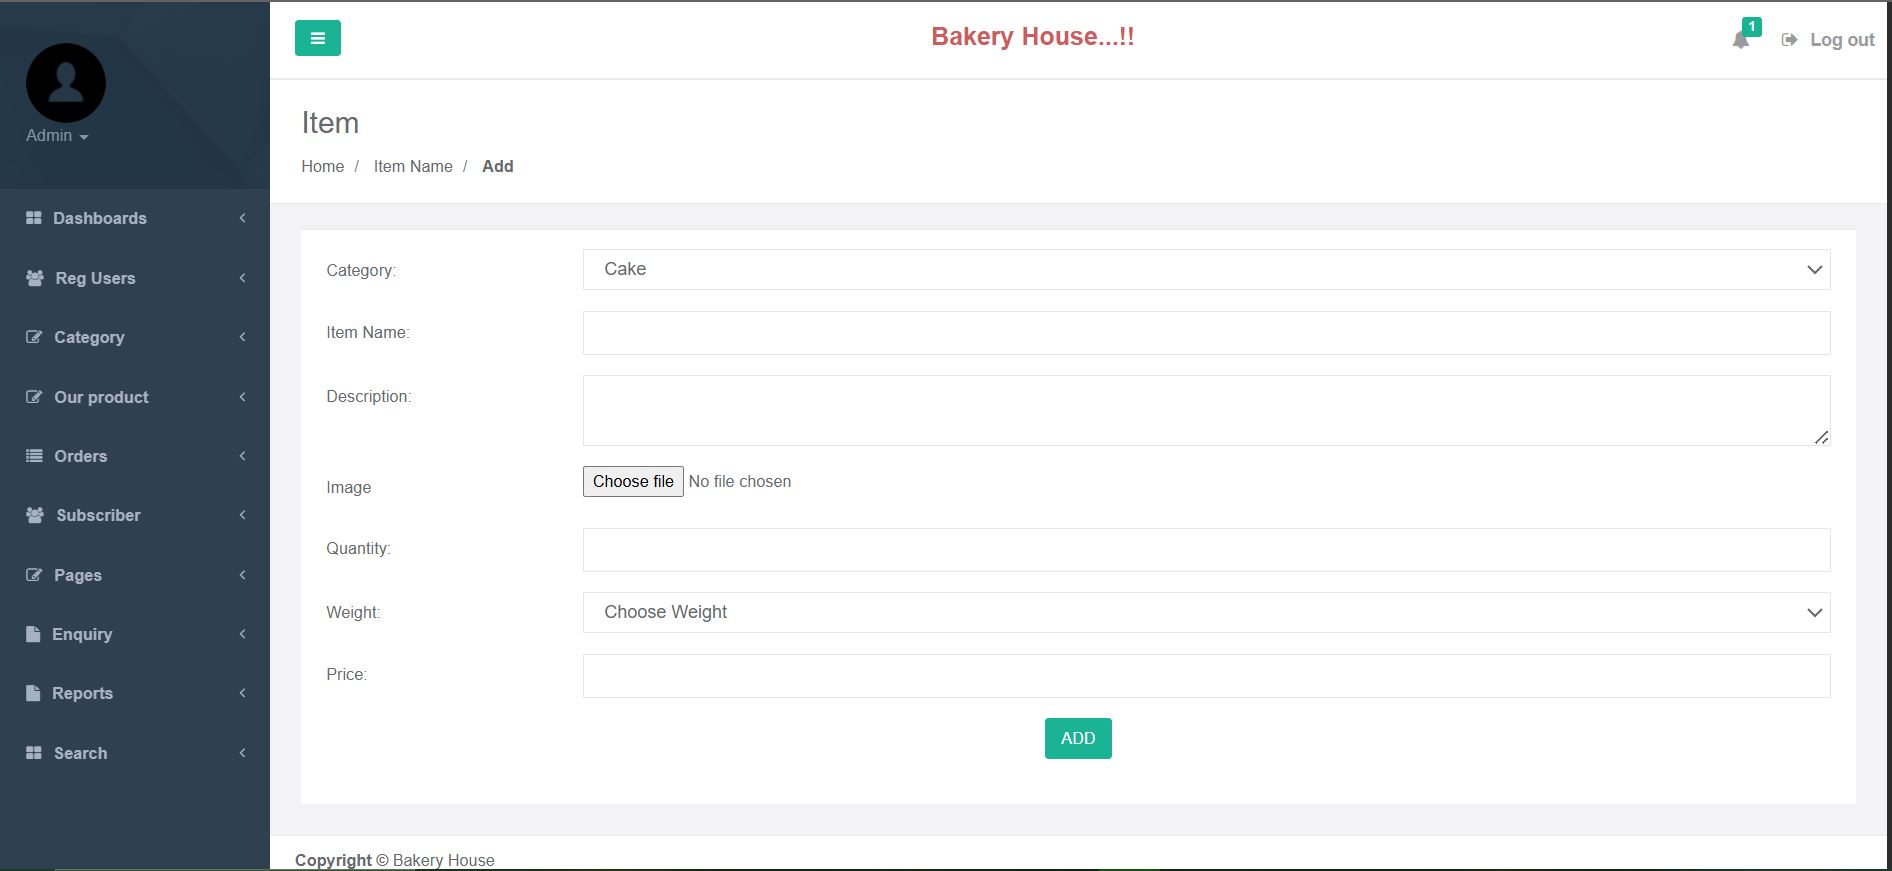 Bakery House...!!
1
Log out
Admin
Dashboards
Reg Users
Category
Our product
Orders
Subscriber
Pages
Enquiry
Reports
Search
Item
Home / Item Name / Add
Category: Cake
Item Name:
Description:
Image Choose file No file chosen
Quantity:
Weight: Choose Weight
Price:
ADD
Copyright © Bakery House